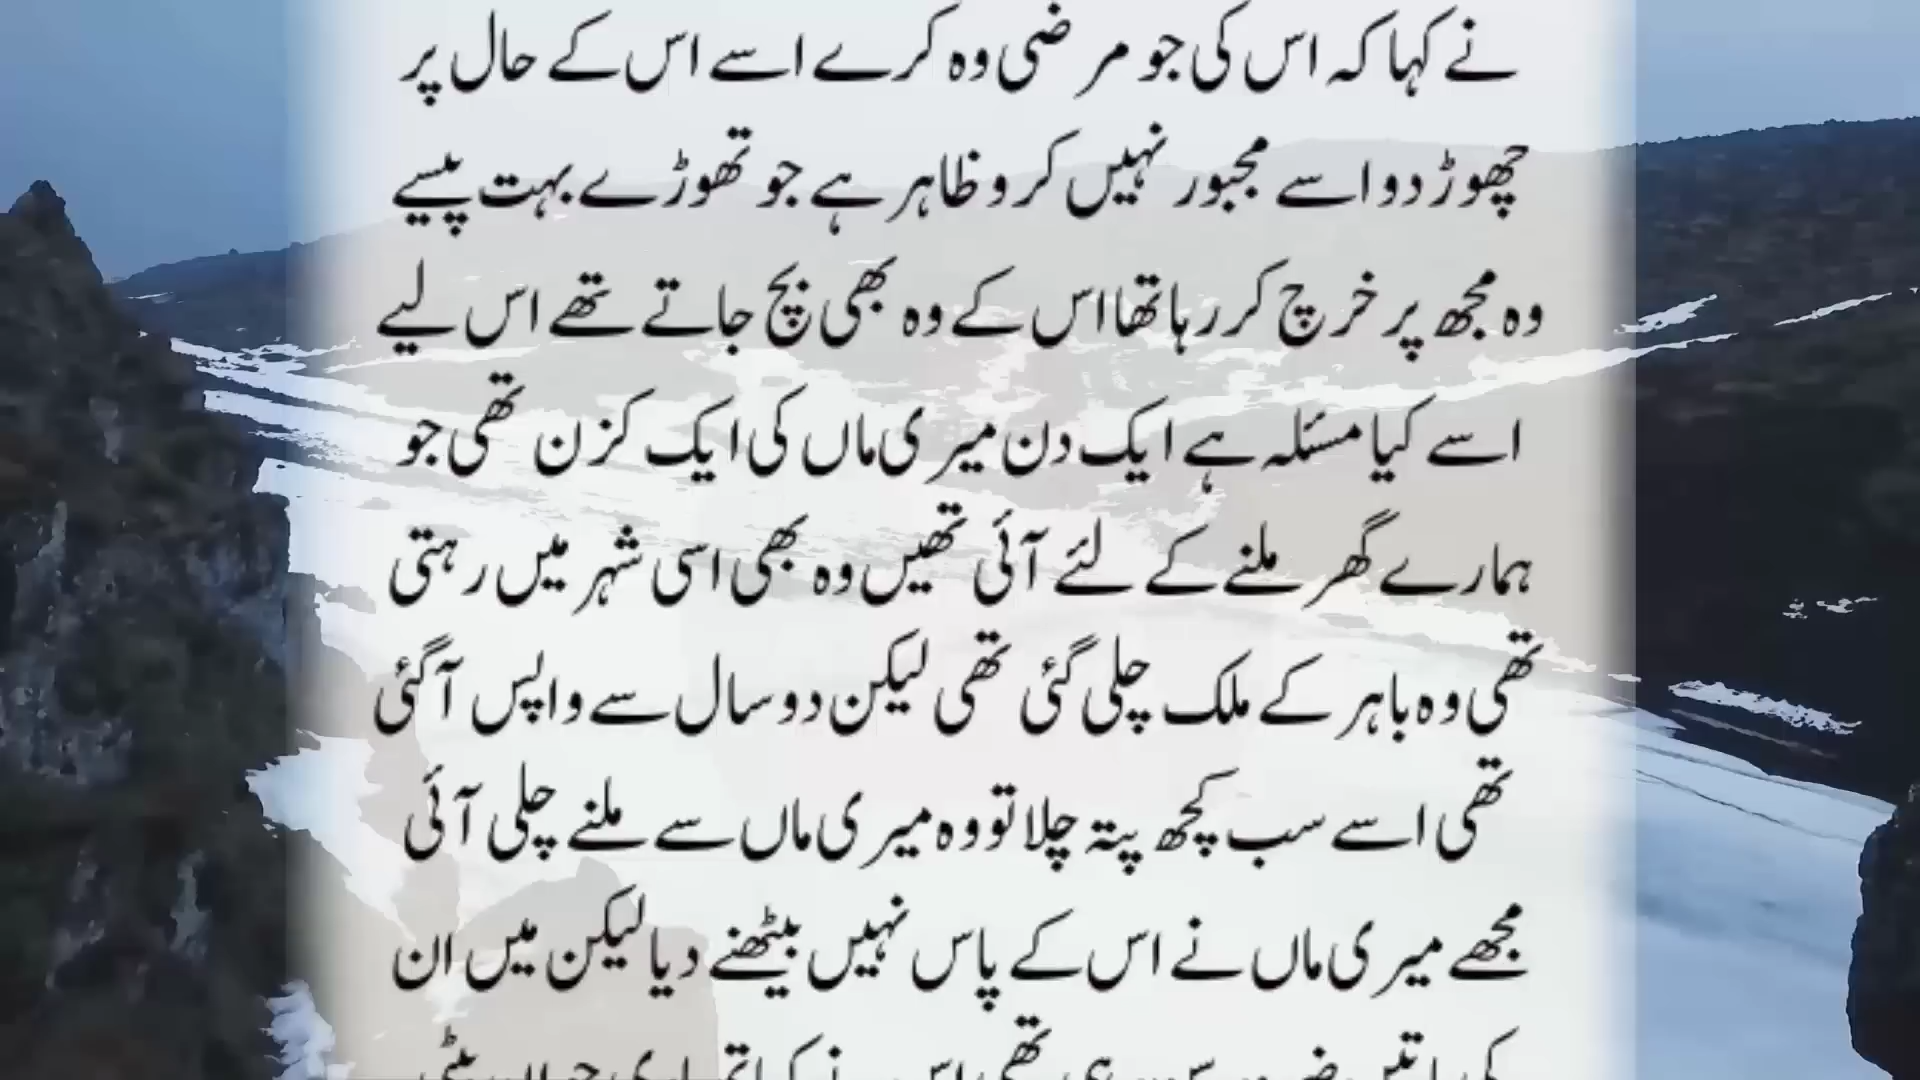 نے کہا کہ اس کی جو مرضی وہ کرے اسے اس کے حال پر
چھوڑ دو اسے مجبور نہیں کرو ظاہر ہے جو تھوڑے بہت پیسے
وہ مجھ پر خرچ کر رہا تھا اس کے وہ بھی بچ جاتے تھے اس لیے
اسے کیا مسئلہ ہے ایک دن میری ماں کی ایک کزن تھی جو
ہمارے گھر ملنے کے لئے آئی تھیں وہ بھی اسی شہر میں رہتی
تھی وہ باہر کے ملک چلی گئی تھی لیکن دو سال سے واپس آ گئی
تھی اسے سب کچھ پتہ چلا تو وہ میری ماں سے ملنے چلی آئی
مجھے میری ماں نے اس کے پاس نہیں بیٹھنے دیا لیکن میں ان